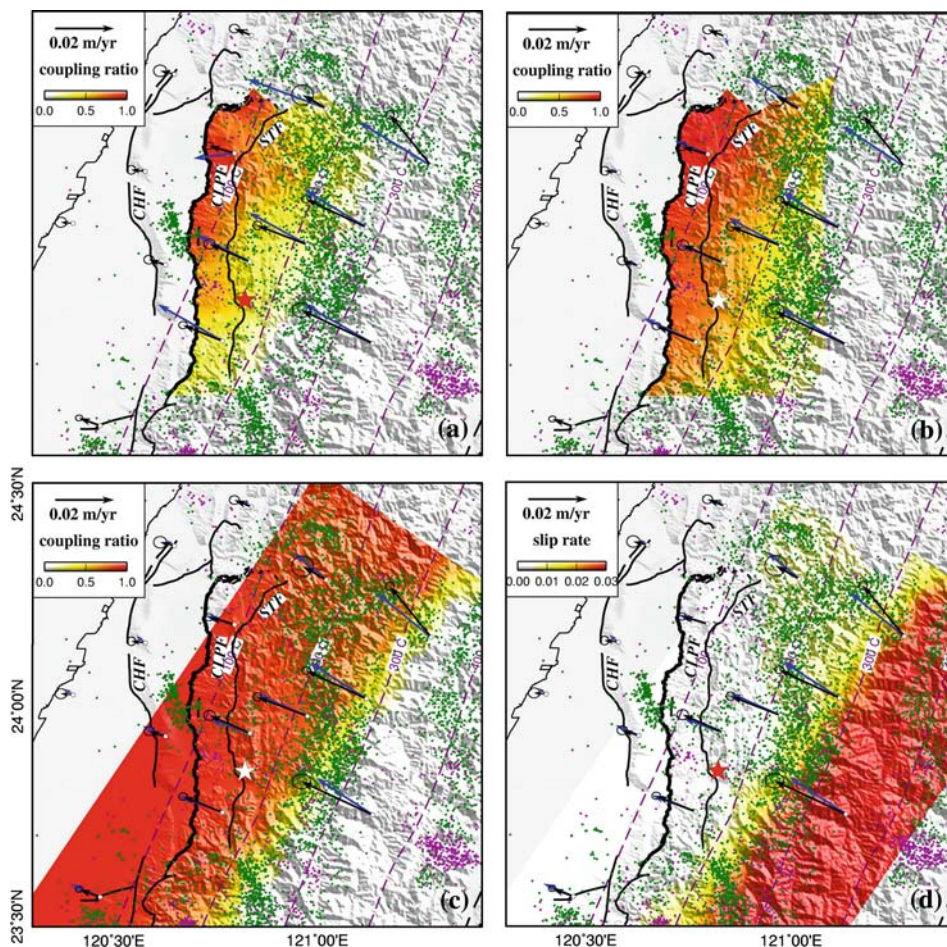 0.02 m/yr
coupling ratio
0.0 0.5 1.0
STF
CLPF
100 C
CHF
300 C
(a)
0.02 m/yr
coupling ratio
0.0 0.5 1.0
STF
CLPF
100 C
CHF
300 C
(b)
24°30'N
24°00'N
23°30'N
0.02 m/yr
coupling ratio
0.0 0.5 1.0
STF
CLPF
100 C
CHF
300 C
(c)
120°30'E
121°00'E
0.02 m/yr
slip rate
0.00 0.01 0.02 0.03
STF
CLPF
100 C
CHF
300 C
(d)
120°30'E
121°00'E